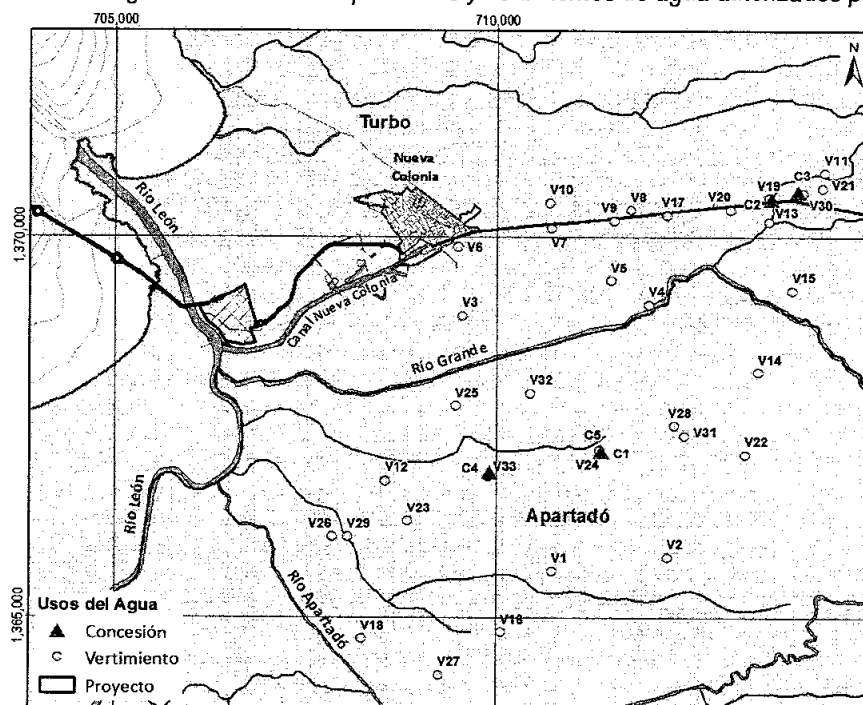 705,000
710,000
N
Turbo
Nueva
Colonia
Río León
V10
V8
V17
V20
V19
C2
C3
V11
V21
V30
V13
V9
V7
1,370,000
V6
Canal Nueva Colonia
V5
V4
V15
V3
Río Grande
V14
V32
V25
V28
V31
V22
C5
V24
C1
C4
V33
V12
V23
Apartadó
Río León
V26
V29
V1
V2
Río Apartadó
1,365,000
V18
V16
V27
Usos del Agua
Concesión
Vertimiento
Proyecto